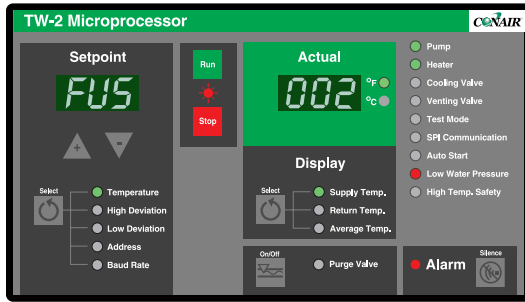 TW-2 Microprocessor
CONAIR
Setpoint
FUS
+
-
Select
Temperature
High Deviation
Low Deviation
Address
Baud Rate
Run
Stop
Actual
002
°F
°C
Display
Select
Supply Temp.
Return Temp.
Average Temp.
On/Off
Purge Valve
Pump
Heater
Cooling Valve
Venting Valve
Test Mode
SPI Communication
Auto Start
Low Water Pressure
High Temp. Safety
Alarm
Silence